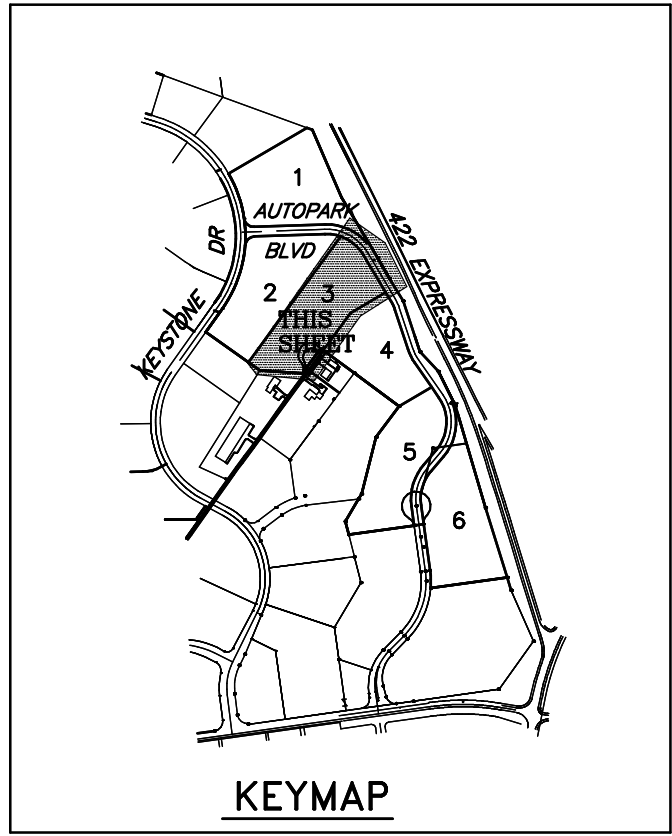 1
AUTOPARK
BLVD
DR
KEYSTONE
422 EXPRESSWAY
2
3
THIS
SHEET
4
5
6
KEYMAP